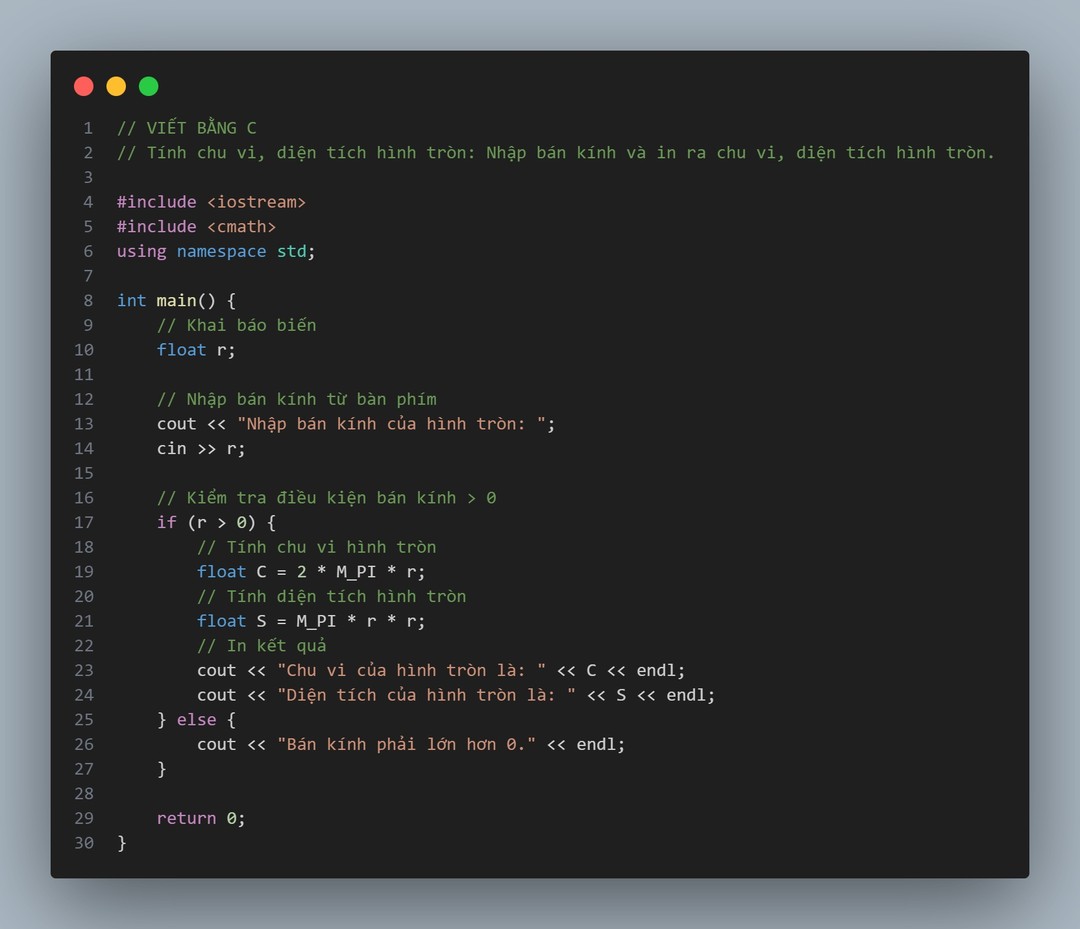 1 // VIẾT BẰNG C
2 // Tính chu vi, diện tích hình tròn: Nhập bán kính và in ra chu vi, diện tích hình tròn.
3
4 #include <iostream>
5 #include <cmath>
6 using namespace std;
7
8 int main() {
9     // Khai báo biến
10     float r;
11
12     // Nhập bán kính từ bàn phím
13     cout << "Nhập bán kính của hình tròn: ";
14     cin >> r;
15
16     // Kiểm tra điều kiện bán kính > 0
17     if (r > 0) {
18         // Tính chu vi hình tròn
19         float C = 2 * M_PI * r;
20         // Tính diện tích hình tròn
21         float S = M_PI * r * r;
22         // In kết quả
23         cout << "Chu vi của hình tròn là: " << C << endl;
24         cout << "Diện tích của hình tròn là: " << S << endl;
25     } else {
26         cout << "Bán kính phải lớn hơn 0." << endl;
27     }
28
29     return 0;
30 }